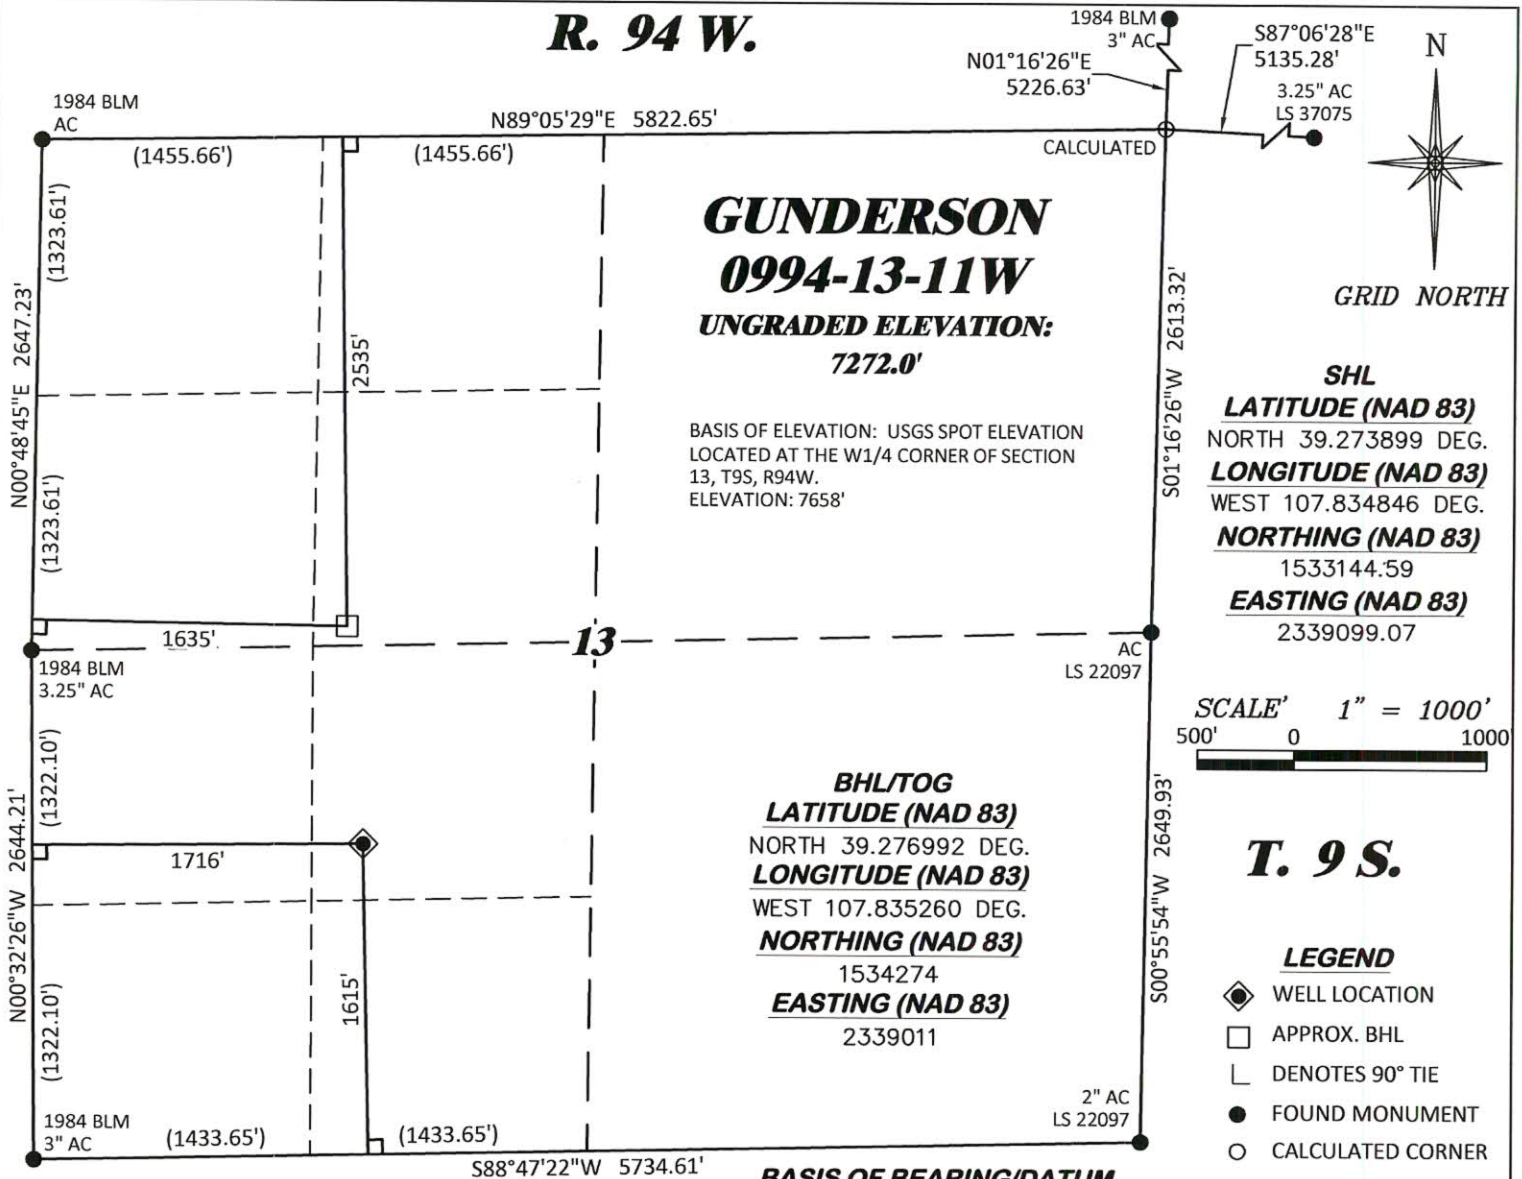 R. 94 W.
1984 BLM
3" AC
S87°06'28"E
5135.28'
N01°16'26"E
5226.63'
3.25" AC
LS 37075
N
1984 BLM
AC
N89°05'29"E 5822.65'
(1455.66')
(1455.66')
CALCULATED
GRID NORTH
(1323.61')
N00°48'45"E 2647.23'
(1323.61')
2535'
GUNDERSON
0994-13-11W
UNGRADED ELEVATION:
7272.0'
BASIS OF ELEVATION: USGS SPOT ELEVATION
LOCATED AT THE W1/4 CORNER OF SECTION
13, T9S, R94W.
ELEVATION: 7658'
S01°16'26"W 2613.32'
SHL
LATITUDE (NAD 83)
NORTH 39.273899 DEG.
LONGITUDE (NAD 83)
WEST 107.834846 DEG.
NORTHING (NAD 83)
1533144.59
EASTING (NAD 83)
2339099.07
1635'
13
1984 BLM
3.25" AC
AC
LS 22097
SCALE' 1" = 1000'
500' 0 1000
(1322.10')
N00°32'26"W 2644.21'
(1322.10')
1716'
1615'
BHL/TOG
LATITUDE (NAD 83)
NORTH 39.276992 DEG.
LONGITUDE (NAD 83)
WEST 107.835260 DEG.
NORTHING (NAD 83)
1534274
EASTING (NAD 83)
2339011
S00°55'54"W 2649.93'
T. 9 S.
LEGEND
WELL LOCATION
APPROX. BHL
DENOTES 90° TIE
FOUND MONUMENT
CALCULATED CORNER
1984 BLM
3" AC
(1433.65')
(1433.65')
2" AC
LS 22097
S88°47'22"W 5734.61'
BASIS OF BEARING/DATUM